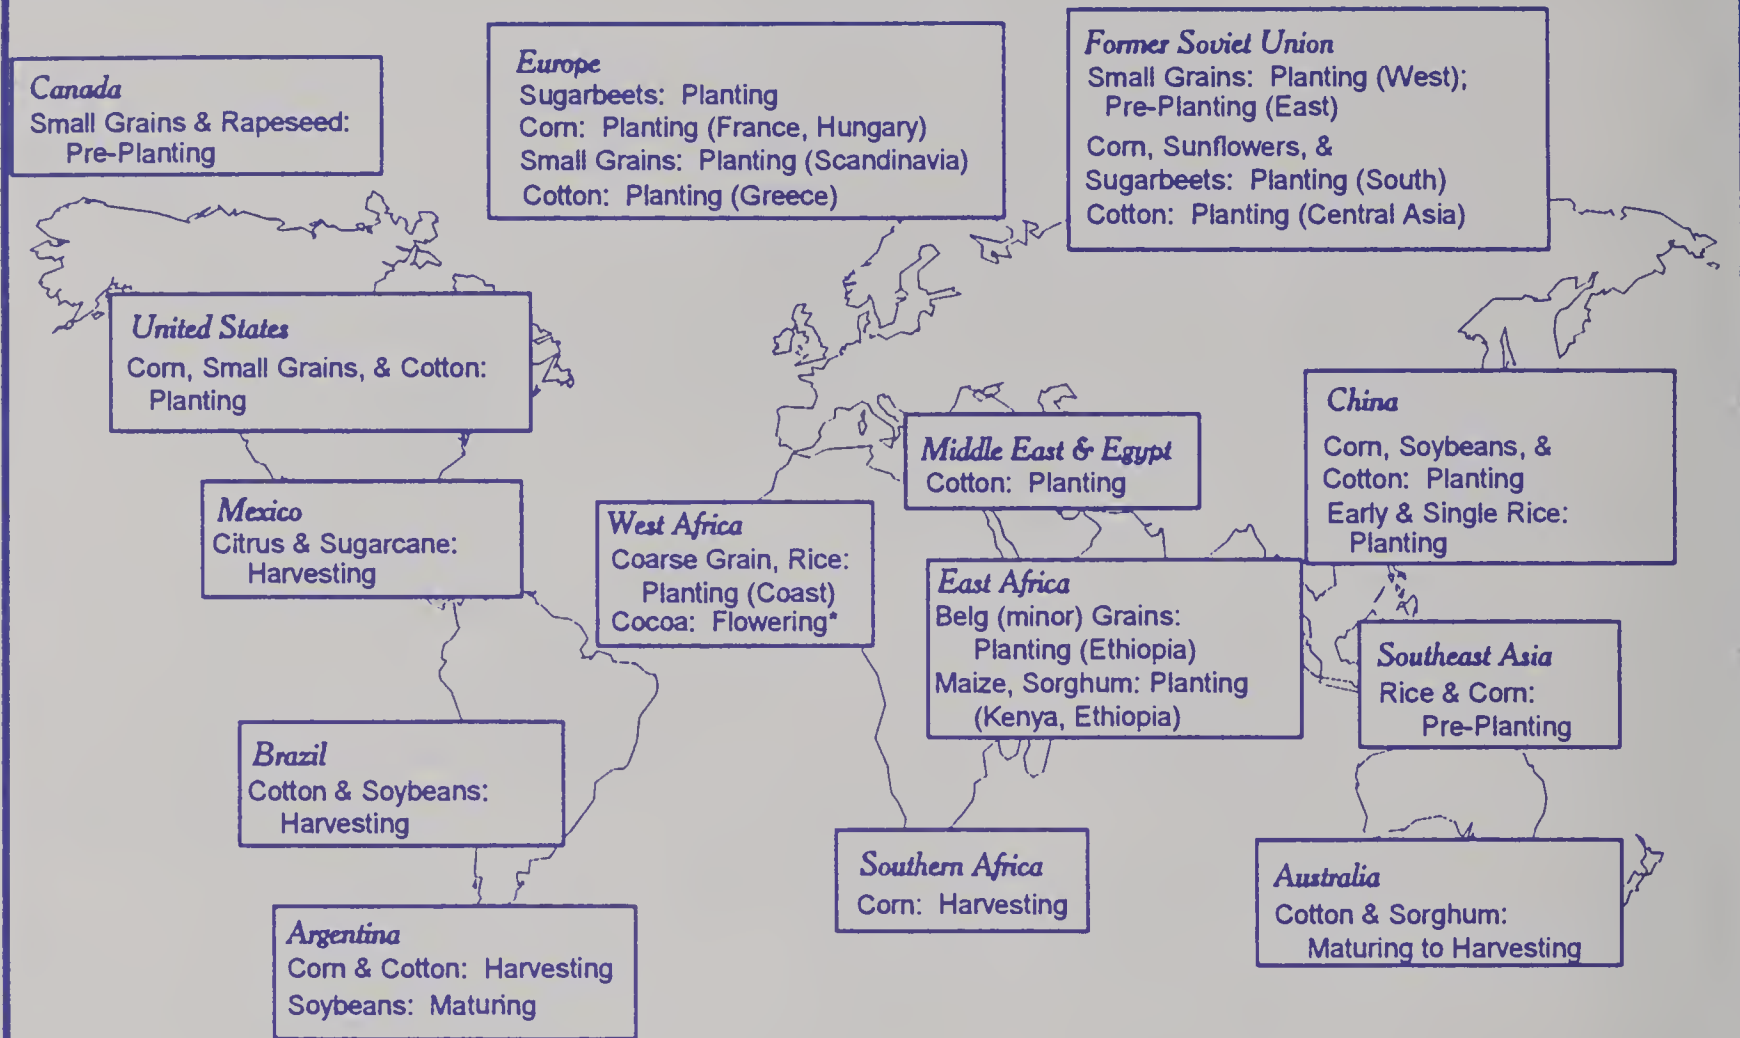 Canada
Small Grains & Rapeseed:
Pre-Planting
Europe
Sugarbeets: Planting
Corn: Planting (France, Hungary)
Small Grains: Planting (Scandinavia)
Cotton: Planting (Greece)
Former Soviet Union
Small Grains: Planting (West);
Pre-Planting (East)
Corn, Sunflowers, &
Sugarbeets: Planting (South)
Cotton: Planting (Central Asia)
United States
Corn, Small Grains, & Cotton:
Planting
Middle East & Egypt
Cotton: Planting
China
Corn, Soybeans, &
Cotton: Planting
Early & Single Rice:
Planting
Mexico
Citrus & Sugarcane:
Harvesting
West Africa
Coarse Grain, Rice:
Planting (Coast)
Cocoa: Flowering*
East Africa
Belg (minor) Grains:
Planting (Ethiopia)
Maize, Sorghum: Planting
(Kenya, Ethiopia)
Southeast Asia
Rice & Corn:
Pre-Planting
Brazil
Cotton & Soybeans:
Harvesting
Southern Africa
Corn: Harvesting
Australia
Cotton & Sorghum:
Maturing to Harvesting
Argentina
Corn & Cotton: Harvesting
Soybeans: Maturing